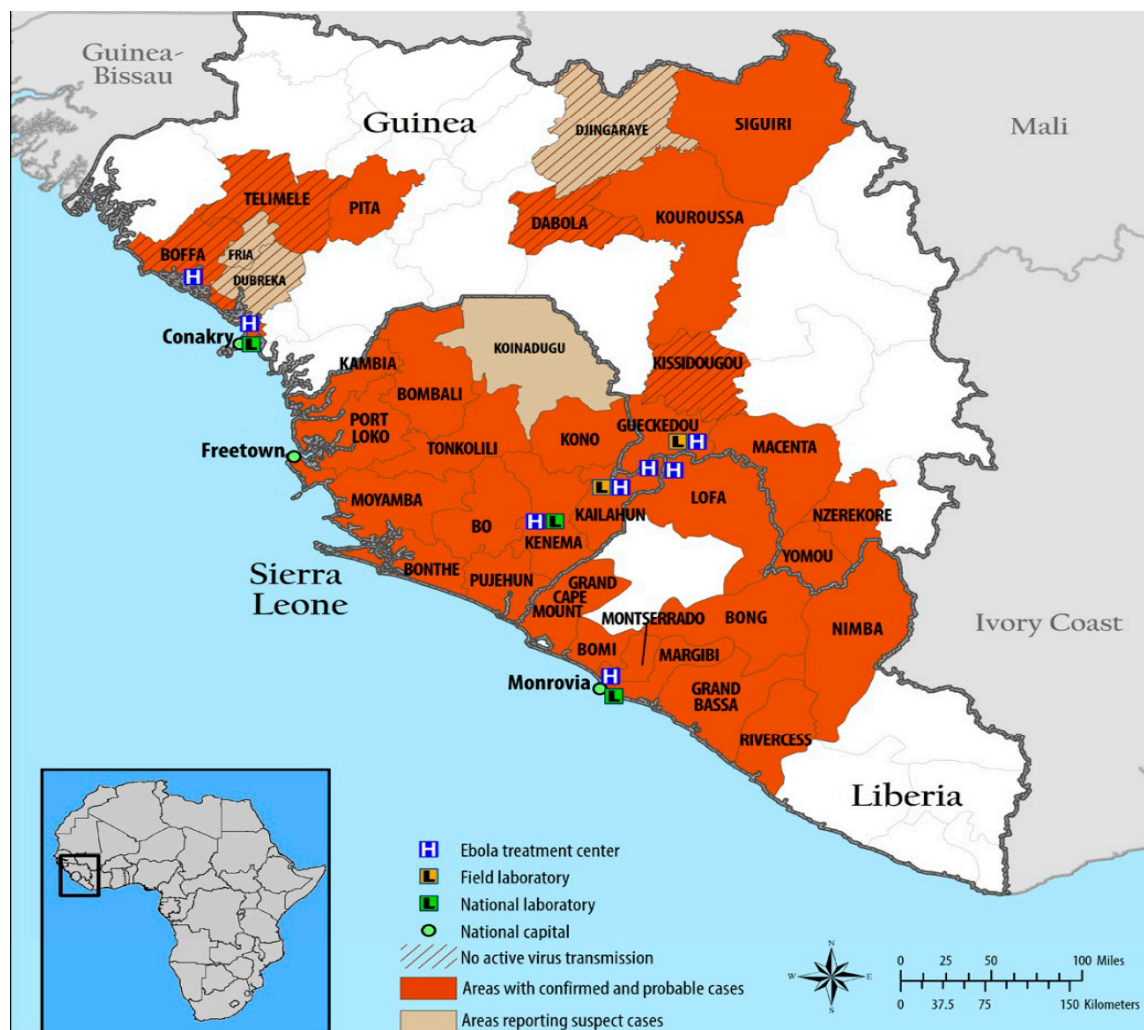 Guinea-
Bissau
Guinea
Mali
DJINGARAYE
SIGUIRI
TELIMELE
PITA
DABOLA
KOUROUSSA
BOFFA
FRIA
DUBREKA
H
H
Conakry
L
KOINADUGU
KAMBIA
KISSIDOUGOU
BOMBALI
PORT
LOKO
GUECKEDOU
KONO
TONKOLILI
MACENTA
Freetown
L H
H H
L H
MOYAMBA
LOFA
KAILAHUN
NZEREKORE
BO
H L
KENEMA
YOMOU
BONTHE
PUJEHUN
Sierra
Leone
GRAND
CAPE
MOUNT
MONTSERRADO
BONG
NIMBA
Ivory Coast
BOMI
MARGIBI
H
Monrovia
L
GRAND
BASSA
RIVERCESS
Liberia
H Ebola treatment center
L Field laboratory
L National laboratory
National capital
No active virus transmission
Areas with confirmed and probable cases
Areas reporting suspect cases
N
W E
S
0 25 50 100 Miles
0 37.5 75 150 Kilometers